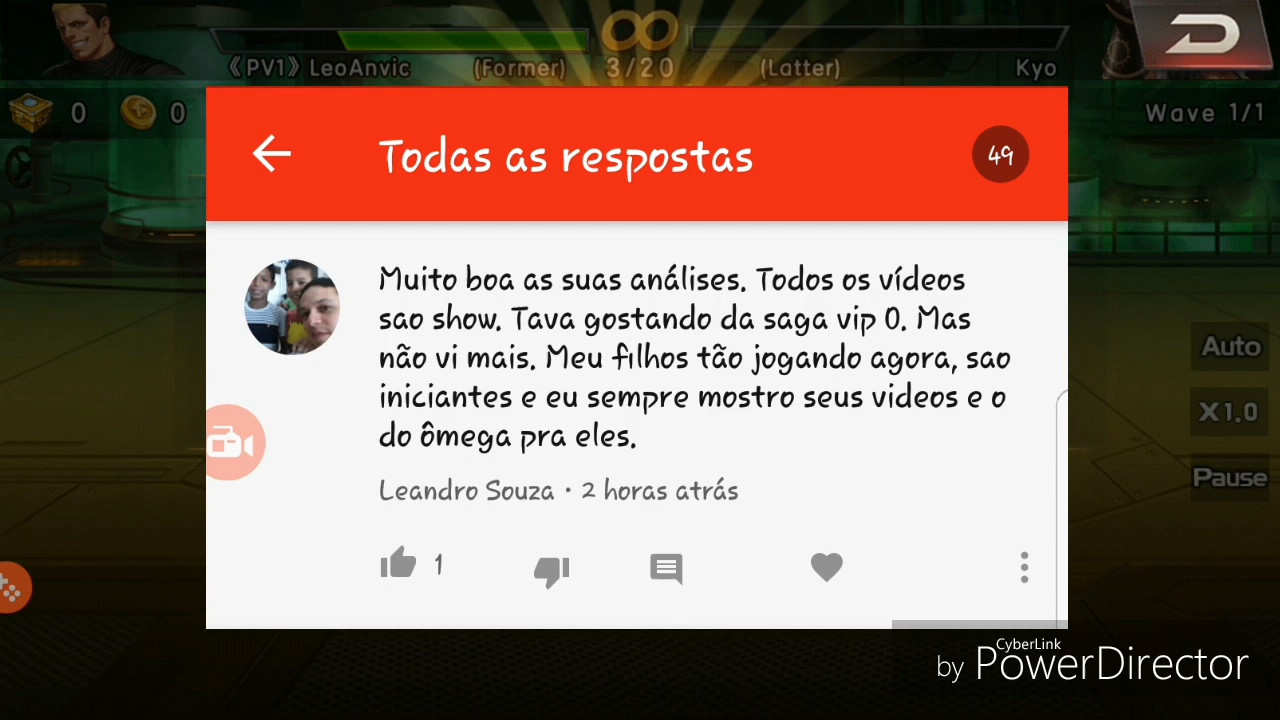 《PV1》LeoAnvic (Former) 3/20 (Latter) Kyo
0 0 Wave 1/1
Todas as respostas 49
Muito boa as suas análises. Todos os vídeos
sao show. Tava gostando da saga vip 0. Mas
não vi mais. Meu filhos tão jogando agora, sao
iniciantes e eu sempre mostro seus videos e o
do ômega pra eles.
Leandro Souza · 2 horas atrás
1
Auto
X1.0
Pause
CyberLink
by PowerDirector